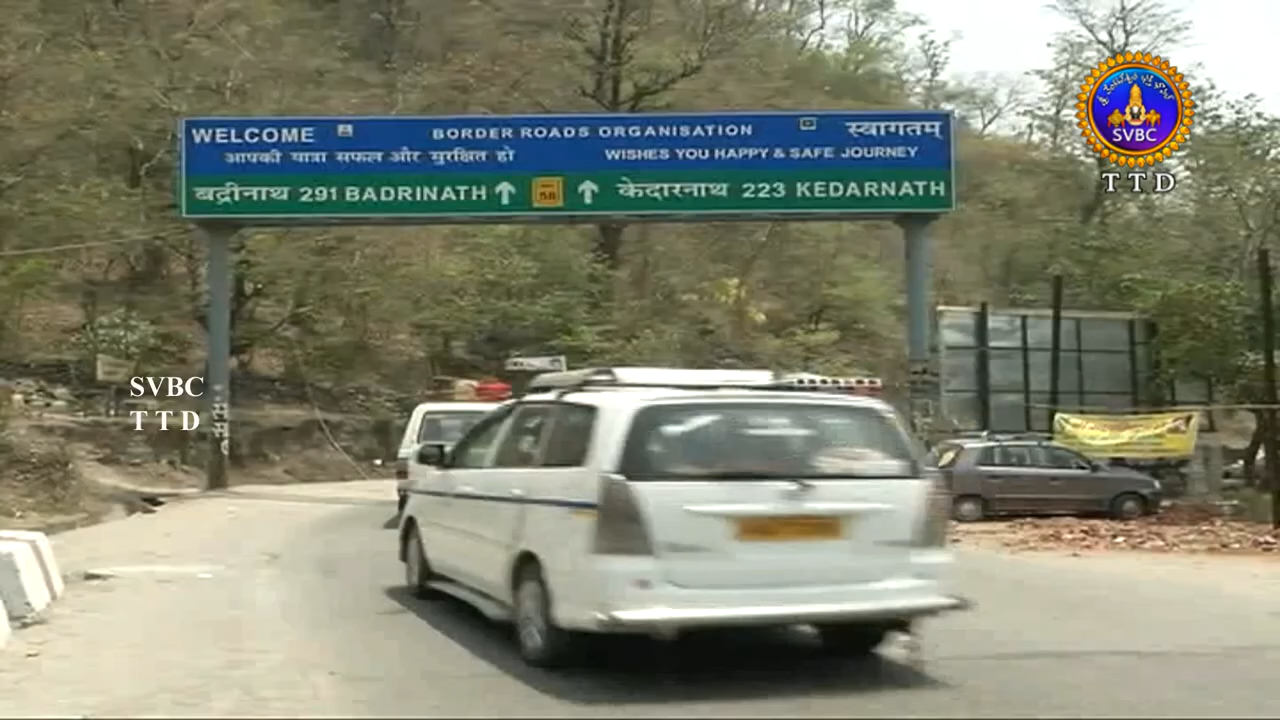 WELCOME BORDER ROADS ORGANISATION स्वागतम्
आपकी यात्रा सफल और सुरक्षित हो WISHES YOU HAPPY & SAFE JOURNEY
बद्रीनाथ 291 BADRINATH 58 केदारनाथ 223 KEDARNATH
SVBC
TTD
SVBC
TTD